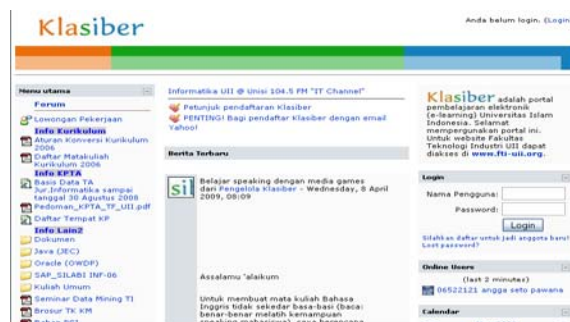 Klasiber
Anda belum login. (Login
Menu utama
Forum
Lowongan Pekerjaan
Info Kurikulum
Aturan Konversi Kurikulum
2006
Daftar Matakuliah
Kurikulum 2006
Info KPTA
Basis Data TA
Jur.Informatika sampai
tanggal 30 Agustus 2008
Pedoman_KPTA_TF_UII.pdf
Daftar Tempat KP
Info Lain2
Dokumen
Java (JEC)
Oracle (OWDP)
SAP_SILABI INF-06
Kuliah Umum
Seminar Data Mining TI
Brosur TK KM
Informatika UII @ Unisi 104.5 FM "IT Channel"
Petunjuk pendaftaran Klasiber
PENTING! Bagi pendaftar Klasiber dengan email
Yahoo!
Berita Terbaru
sil
Belajar speaking dengan media games
dari Pengelola Klasiber - Wednesday, 8 April
2009, 08:09
Assalamu 'alaikum
Untuk membuat mata kuliah Bahasa
Inggris tidak sekedar basa-basi (baca:
benar-benar melatih kemampuan
Klasiber adalah portal
pembelajaran elektronik
(e-learning) Universitas Islam
Indonesia. Selamat
mempergunakan portal ini.
Untuk website Fakultas
Teknologi Industri UII dapat
diakses di www.fti-uii.org.
Login
Nama Pengguna:
Password:
Login
Silahkan daftar untuk jadi anggota baru!
Lost password?
Online Users
(last 2 minutes)
06522121 angga seto pawana
Calendar